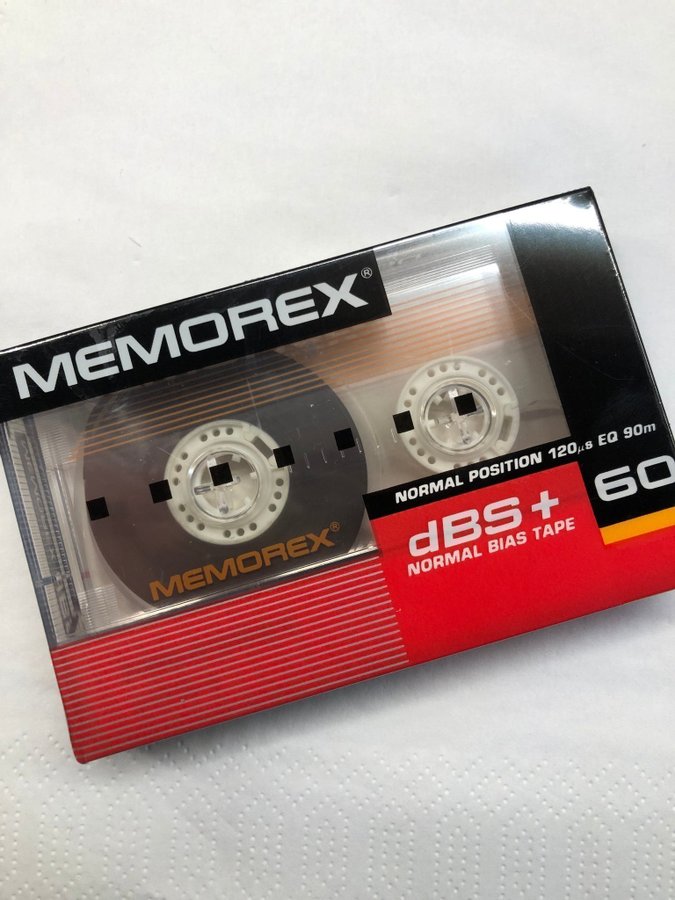 MEMOREX®
NORMAL POSITION 120µs EQ 90m
60
dBS+
NORMAL BIAS TAPE
MEMOREX®